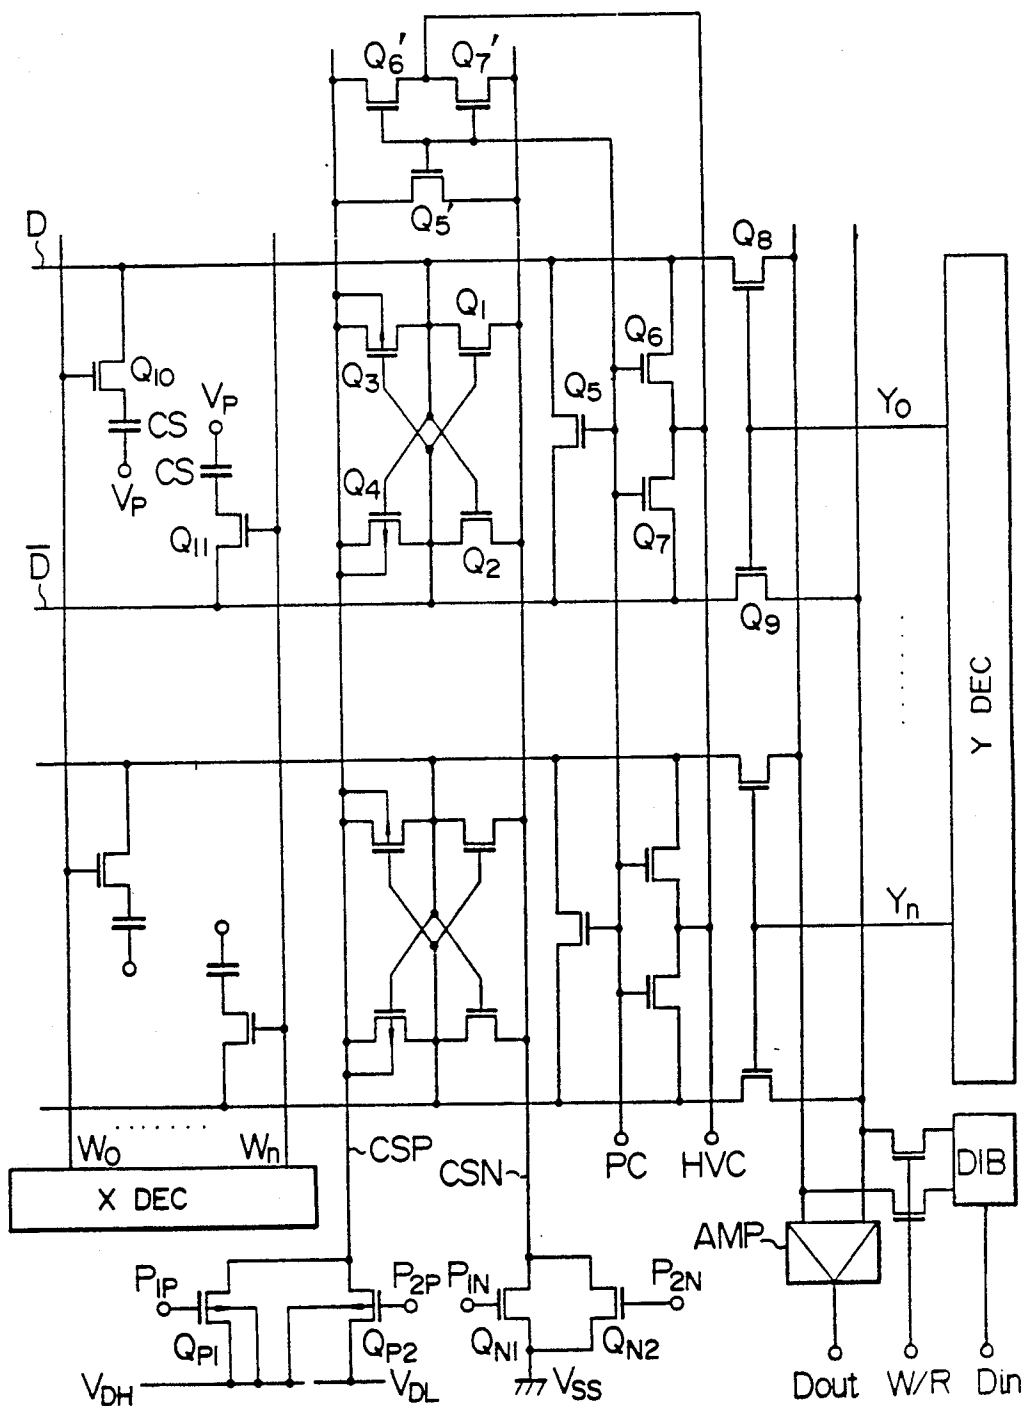 Q6' Q7'
Q5'
D
Q8
Q1
Q10
Q3
Q6
Q5
Y0
VP
CS
VP
CS
Q4
Q11
Q2
Q7
D̅
Q9
Y DEC
Yn
W0 ....... Wn
CSP
CSN
PC HVC
DIB
X DEC
AMP
P1P P2P P1N P2N
QP1 QP2 QN1 QN2
VDH VDL VSS
Dout W/R Din